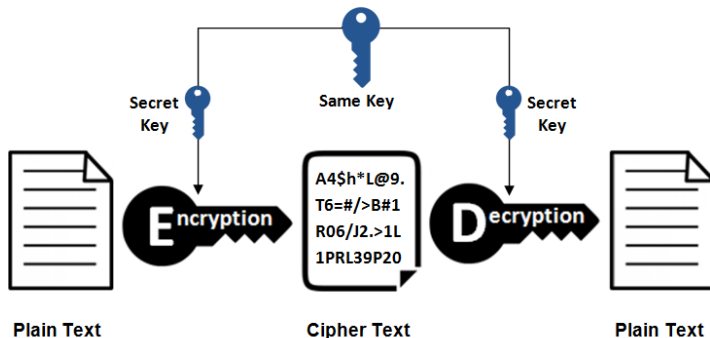 Secret
Key
Same Key
Secret
Key
Encryption
A4$h*L@9.
T6=#/>B#1
R06/J2.>1L
1PRL39P20
Decryption
Plain Text
Cipher Text
Plain Text